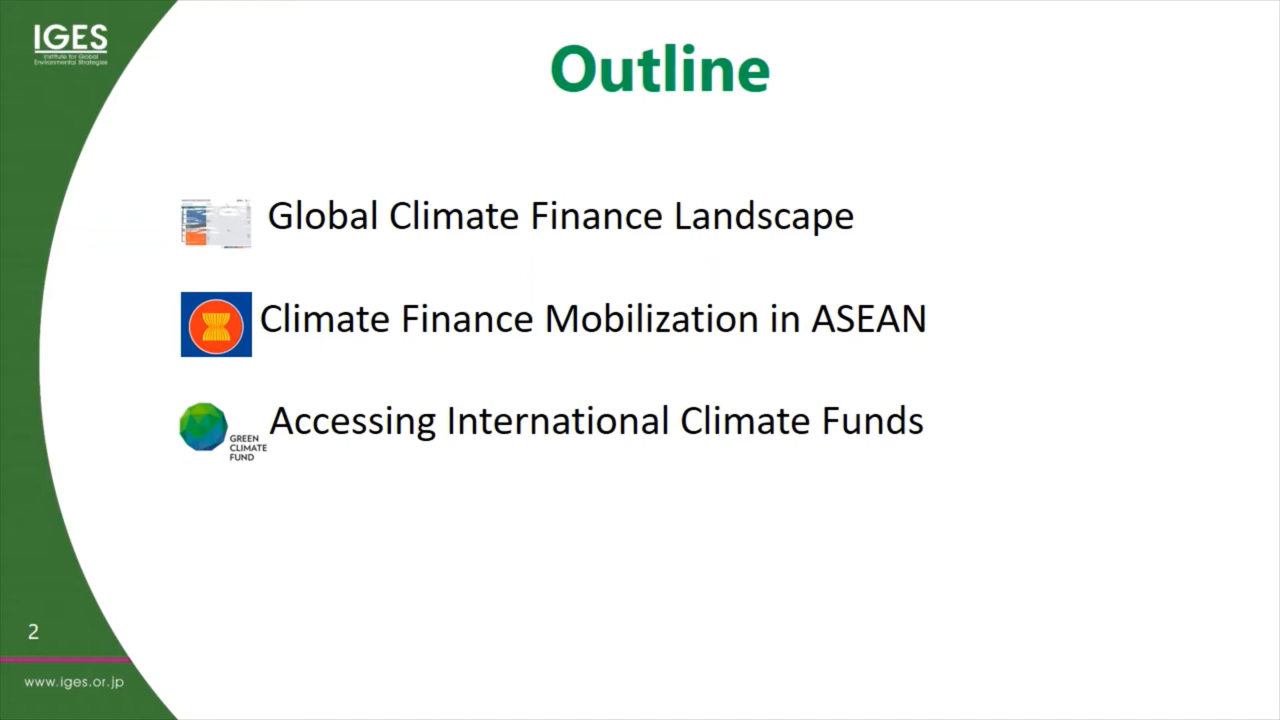 IGES
Institute for Global
Environmental Strategies
Outline
Global Climate Finance Landscape
Climate Finance Mobilization in ASEAN
Accessing International Climate Funds
GREEN
CLIMATE
FUND
2
www.iges.or.jp